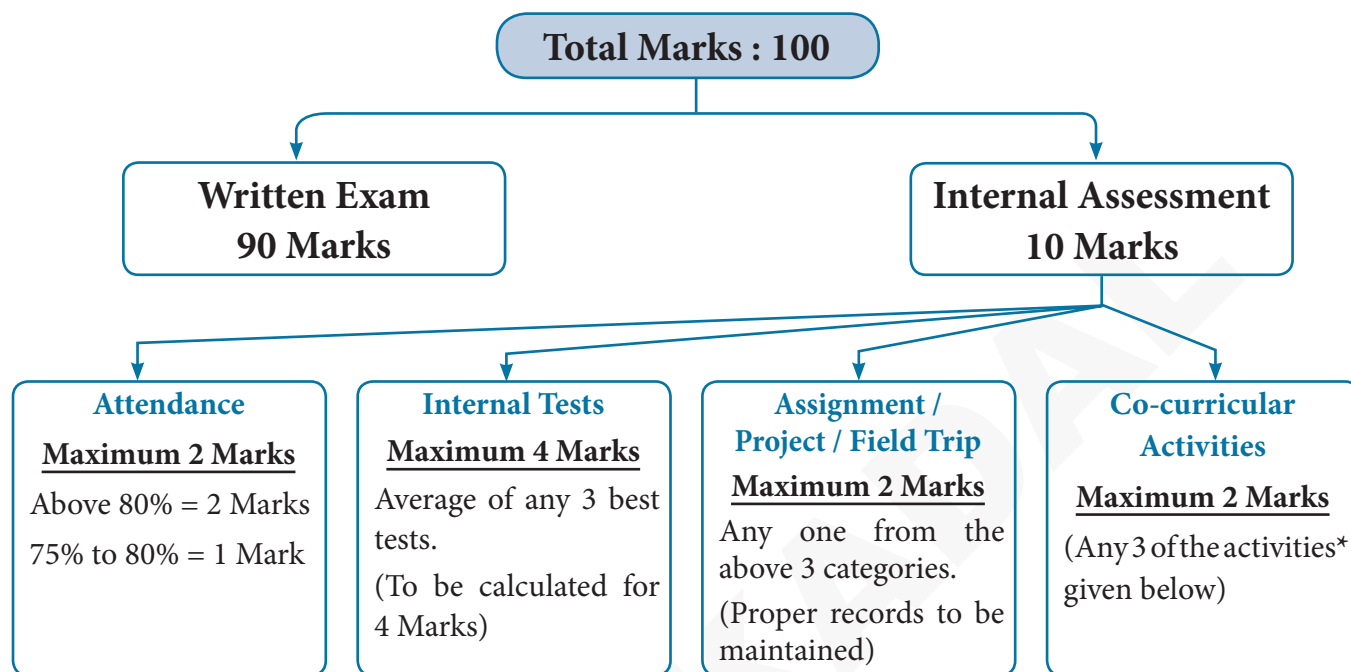 Total Marks : 100
Written Exam
90 Marks
Internal Assessment
10 Marks
Attendance
Maximum 2 Marks
Above 80% = 2 Marks
75% to 80% = 1 Mark
Internal Tests
Maximum 4 Marks
Average of any 3 best
tests.
(To be calculated for
4 Marks)
Assignment /
Project / Field Trip
Maximum 2 Marks
Any one from the
above 3 categories.
(Proper records to be
maintained)
Co-curricular
Activities
Maximum 2 Marks
(Any 3 of the activities*
given below)